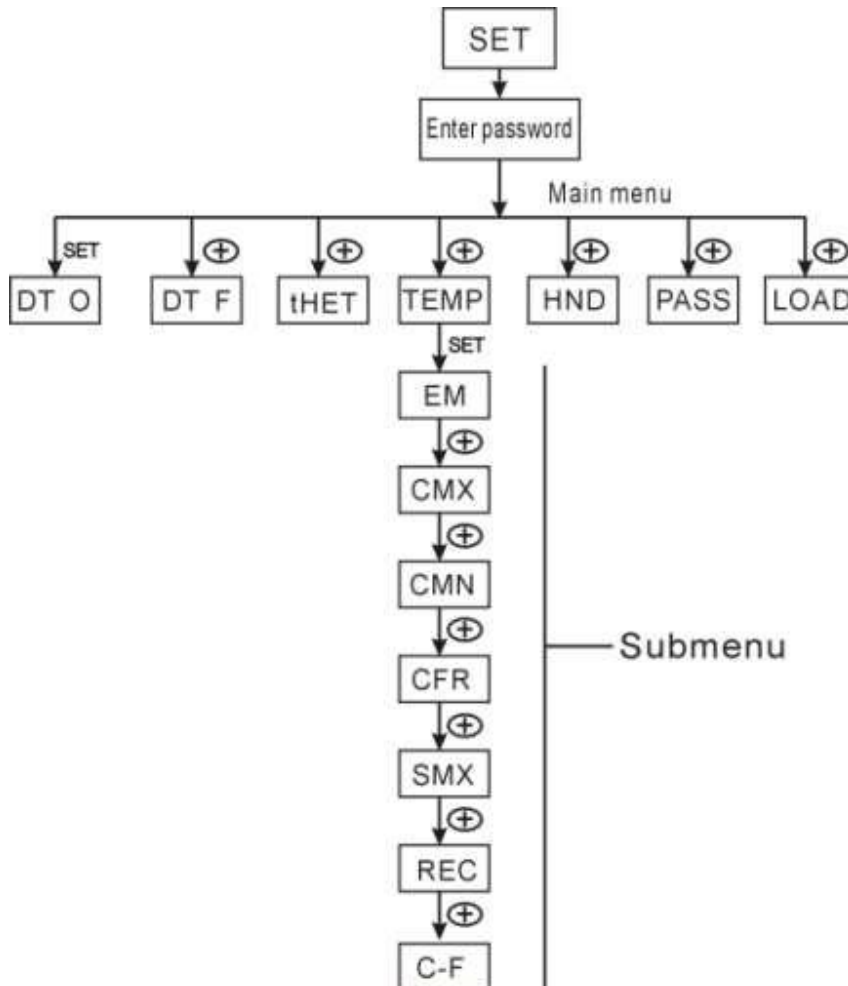 SET
Enter password
Main menu
SET
DT O
DT F
tHET
TEMP
HND
PASS
LOAD
SET
EM
CMX
CMN
CFR
SMX
REC
C-F
Submenu